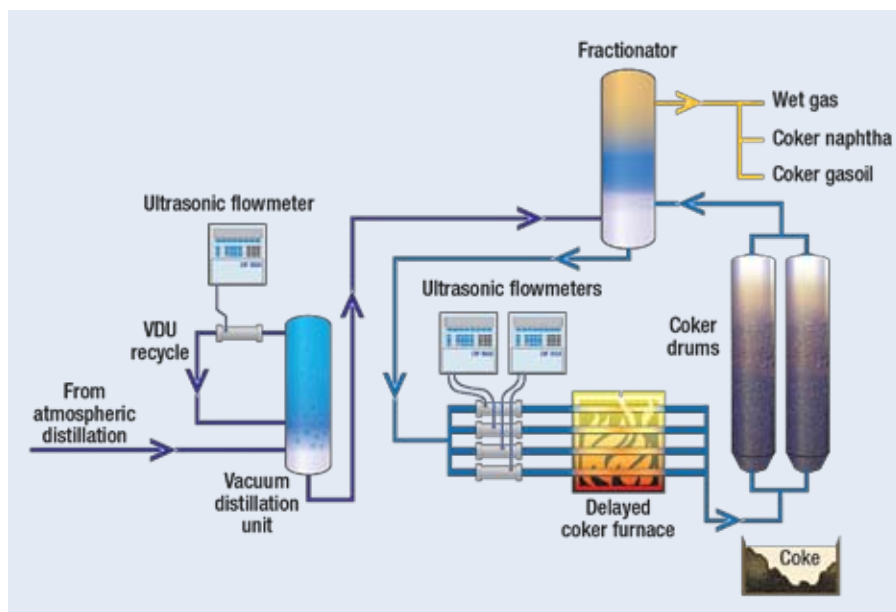 Fractionator
Wet gas
Coker naphtha
Coker gasoil
Ultrasonic flowmeter
Ultrasonic flowmeters
VDU
recycle
Coker
drums
From
atmospheric
distillation
Vacuum
distillation
unit
Delayed
coker furnace
Coke